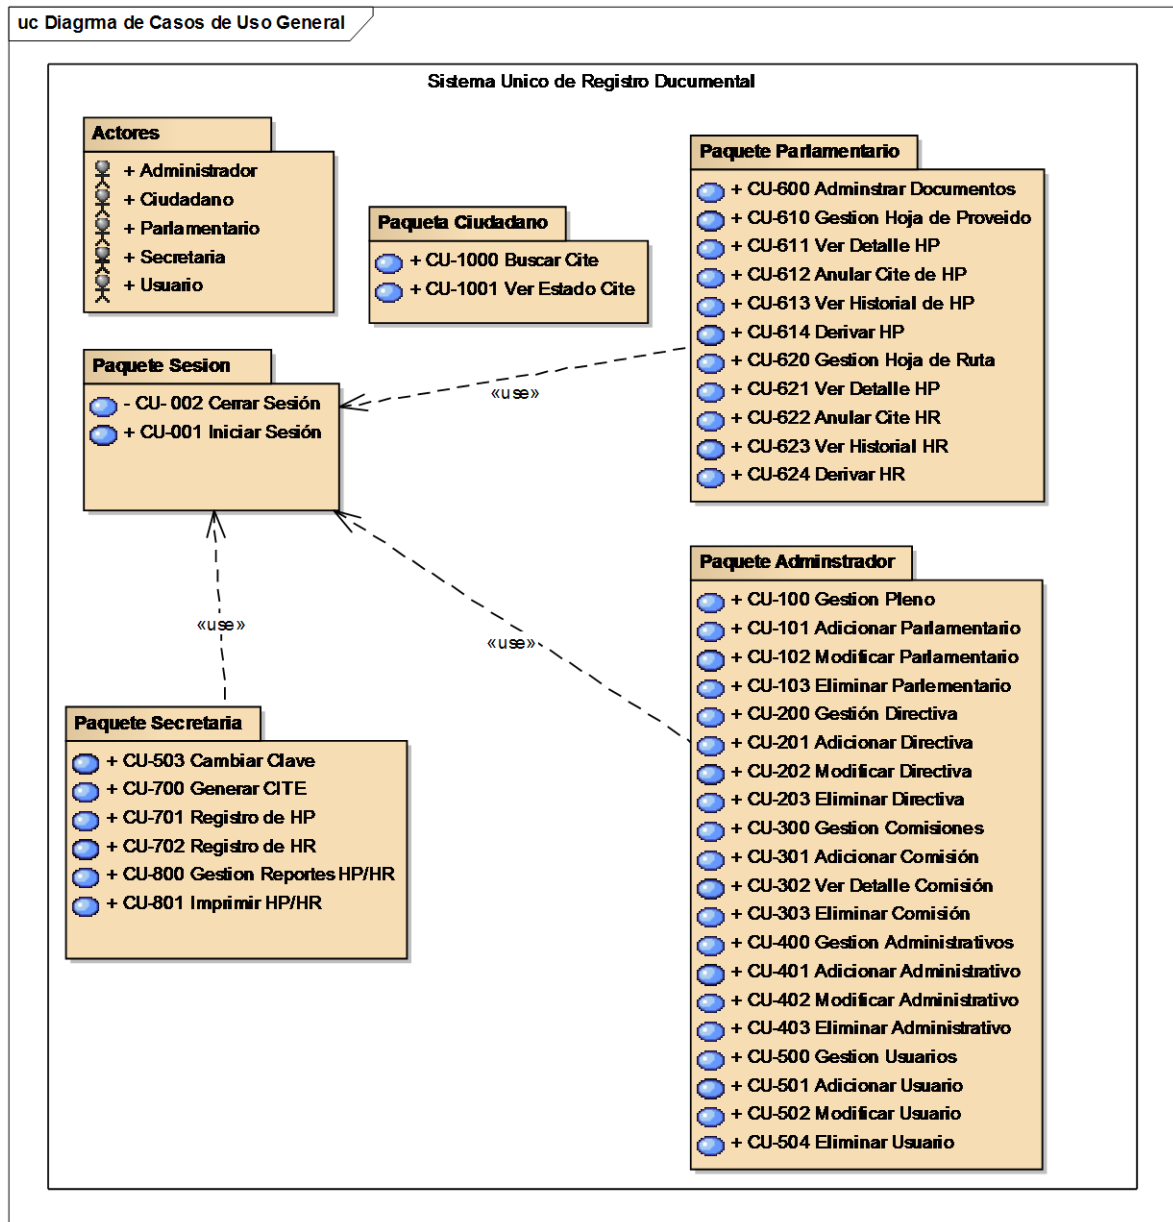 uc Diagrma de Casos de Uso General
Sistema Unico de Registro Ducumental
Actores
+ Administrador
+ Ciudadano
+ Parlamentario
+ Secretaria
+ Usuario
Paqueta Ciudadano
+ CU-1000 Buscar Cite
+ CU-1001 Ver Estado Cite
Paquete Parlamentario
+ CU-600 Adminstrar Documentos
+ CU-610 Gestion Hoja de Proveido
+ CU-611 Ver Detalle HP
+ CU-612 Anular Cite de HP
+ CU-613 Ver Historial de HP
+ CU-614 Derivar HP
+ CU-620 Gestion Hoja de Ruta
+ CU-621 Ver Detalle HP
+ CU-622 Anular Cite HR
+ CU-623 Ver Historial HR
+ CU-624 Derivar HR
Paquete Sesion
- CU- 002 Cerrar Sesión
+ CU-001 Iniciar Sesión
«use»
«use»
«use»
Paquete Secretaria
+ CU-503 Cambiar Clave
+ CU-700 Generar CITE
+ CU-701 Registro de HP
+ CU-702 Registro de HR
+ CU-800 Gestion Reportes HP/HR
+ CU-801 Imprimir HP/HR
Paquete Adminstrador
+ CU-100 Gestion Pleno
+ CU-101 Adicionar Parlamentario
+ CU-102 Modificar Parlamentario
+ CU-103 Eliminar Parlementario
+ CU-200 Gestión Directiva
+ CU-201 Adicionar Directiva
+ CU-202 Modificar Directiva
+ CU-203 Eliminar Directiva
+ CU-300 Gestion Comisiones
+ CU-301 Adicionar Comisión
+ CU-302 Ver Detalle Comisión
+ CU-303 Eliminar Comisión
+ CU-400 Gestion Administrativos
+ CU-401 Adicionar Administrativo
+ CU-402 Modificar Administrativo
+ CU-403 Eliminar Administrativo
+ CU-500 Gestion Usuarios
+ CU-501 Adicionar Usuario
+ CU-502 Modificar Usuario
+ CU-504 Eliminar Usuario